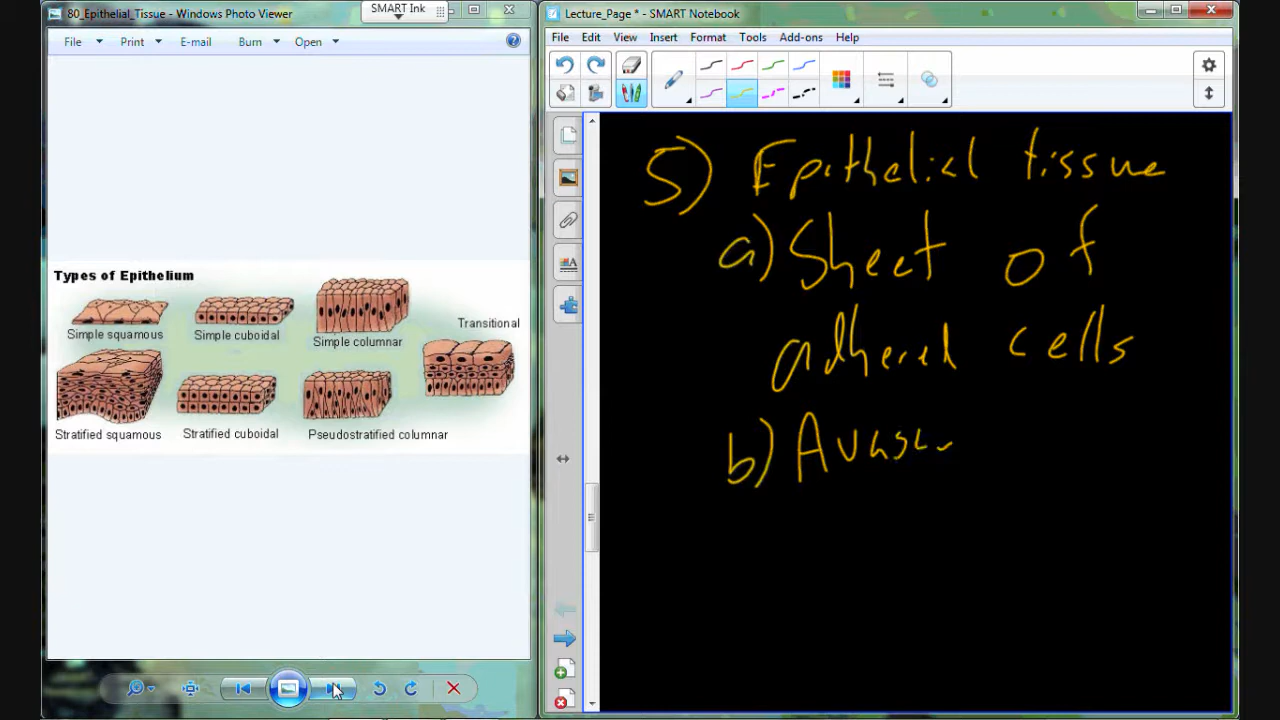 80_Epithelial_Tissue - Windows Photo Viewer
SMART Ink
File Print E-mail Burn Open
Types of Epithelium
Simple squamous
Simple cuboidal
Simple columnar
Transitional
Stratified squamous
Stratified cuboidal
Pseudostratified columnar
Lecture_Page * - SMART Notebook
File Edit View Insert Format Tools Add-ons Help
5) Epithelial tissue
a) Sheet of
adhered cells
b) Avascu